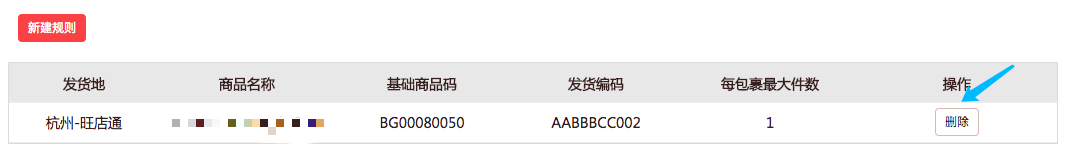 新建规则
发货地 商品名称 基础商品码 发货编码 每包裹最大件数 操作
杭州-旺店通 BG00080050 AABBBCC002 1 删除